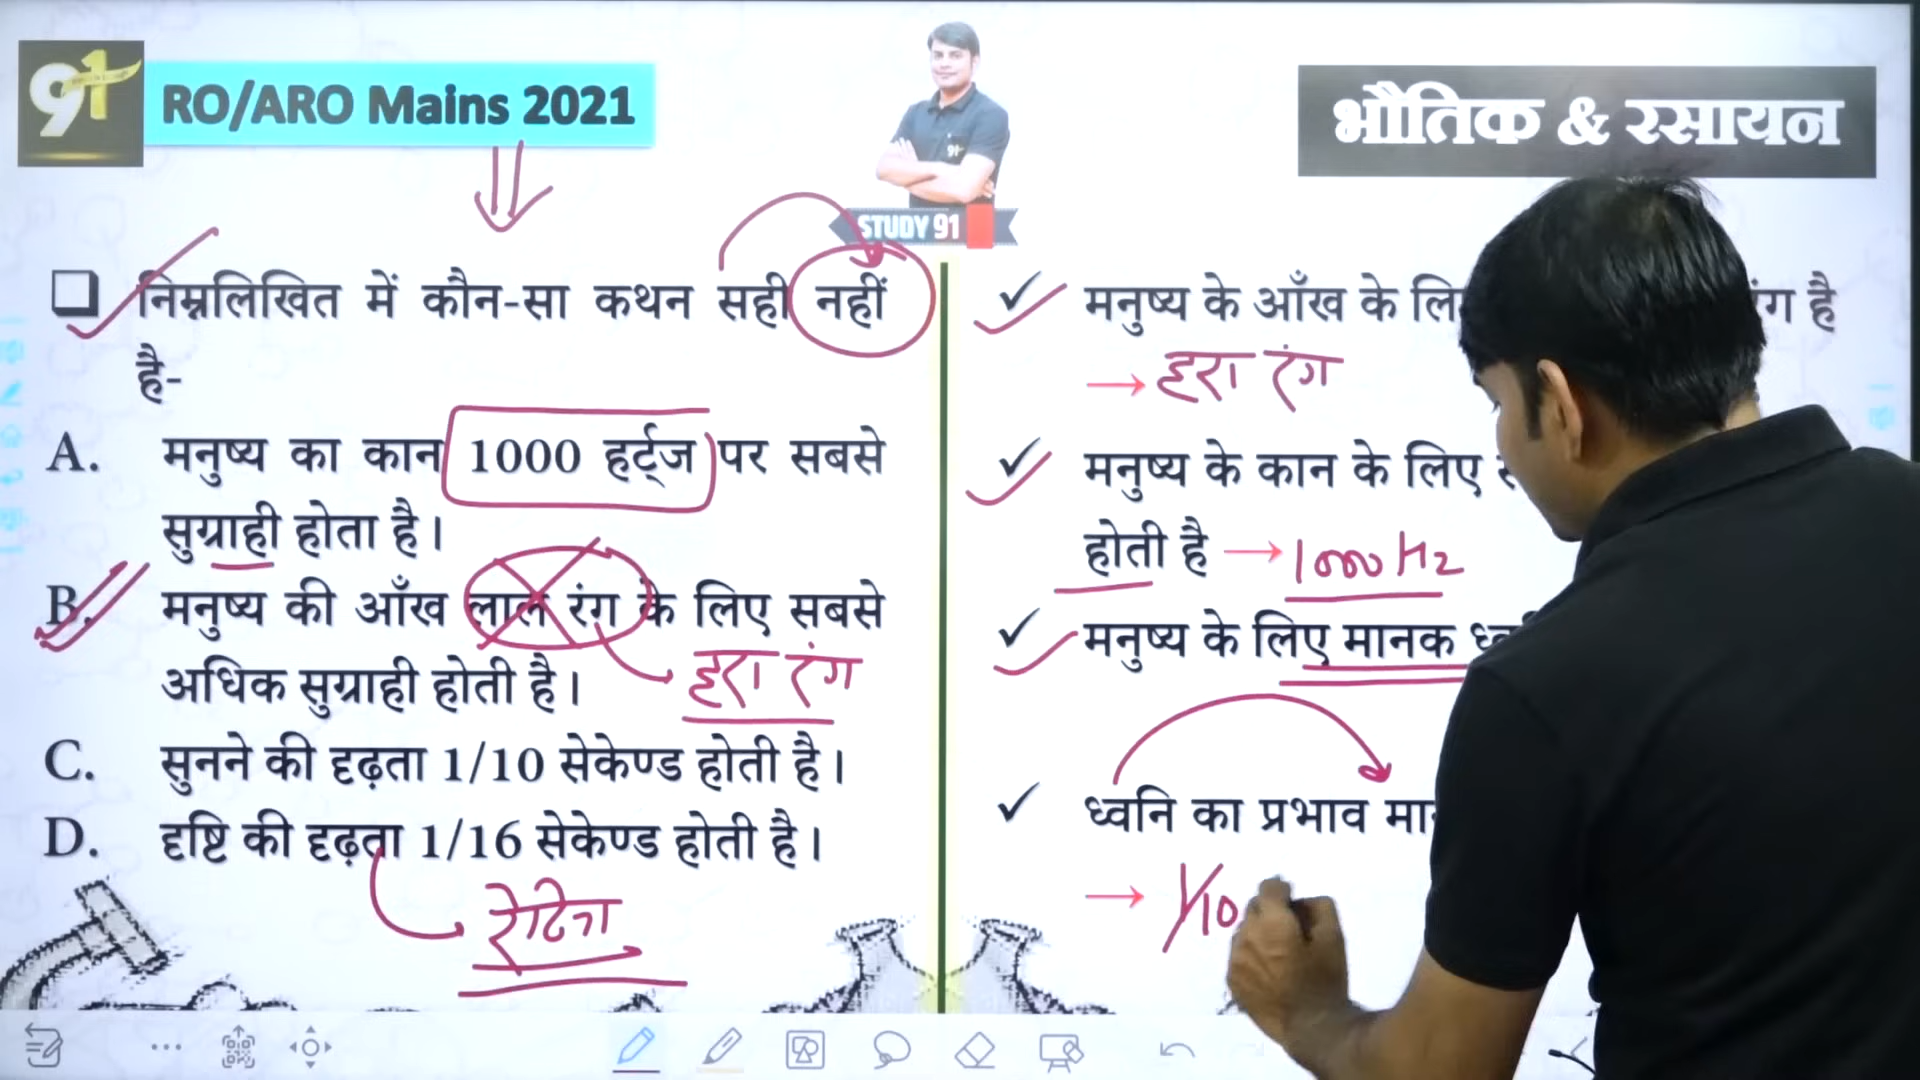 91
RO/ARO Mains 2021
STUDY 91
भौतिक & रसायन
निम्नलिखित में कौन-सा कथन सही नहीं
है-
A. मनुष्य का कान 1000 हर्ट्ज पर सबसे
सुग्राही होता है।
B. मनुष्य की आँख लाल रंग के लिए सबसे
अधिक सुग्राही होती है।
हरा रंग
C. सुनने की दृढ़ता 1/10 सेकेण्ड होती है।
D. दृष्टि की दृढ़ता 1/16 सेकेण्ड होती है।
रेटिना
मनुष्य के आँख के रंग है
→ हरा रंग
मनुष्य के कान के लिए
होती है → 1000 Hz
मनुष्य के लिए मानक
ध्वनि का प्रभाव
→ 1/10